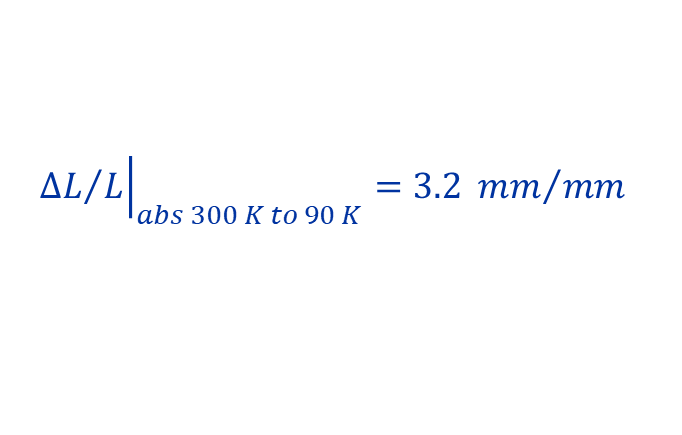 ΔL/L|abs 300 K to 90 K = 3.2 mm/mm